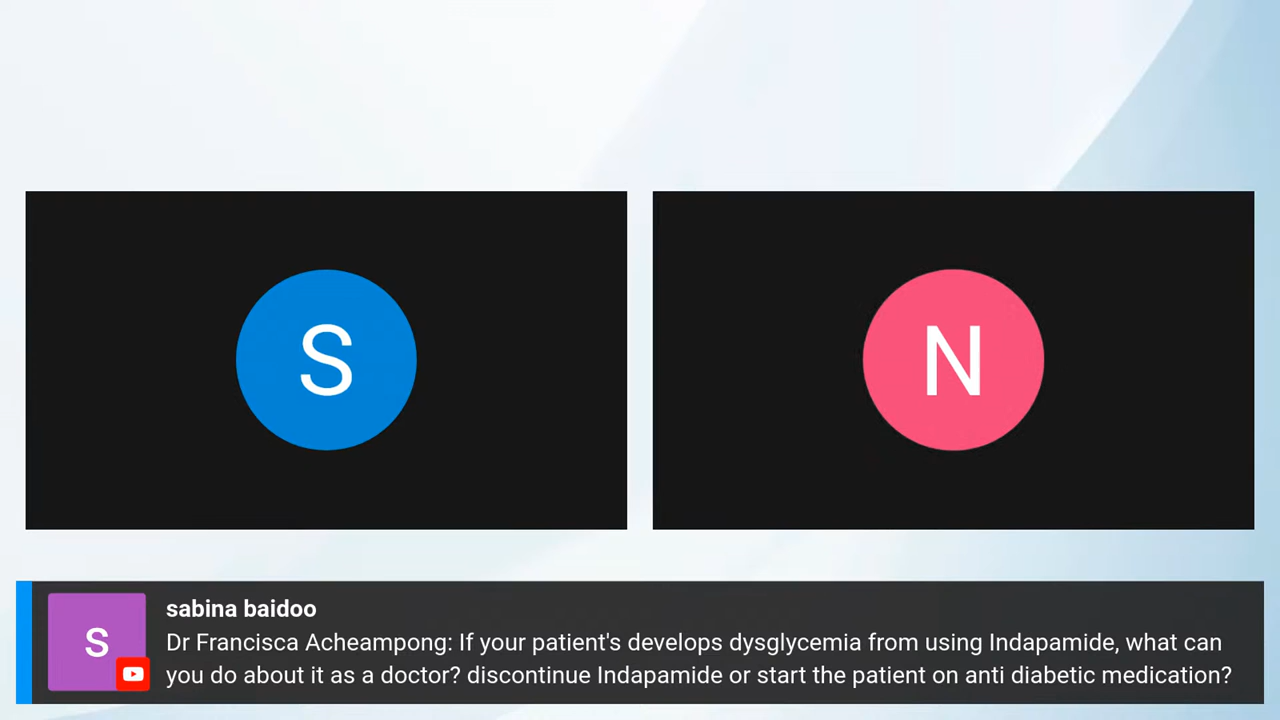 S
N
S
sabina baidoo
Dr Francisca Acheampong: If your patient's develops dysglycemia from using Indapamide, what can
you do about it as a doctor? discontinue Indapamide or start the patient on anti diabetic medication?